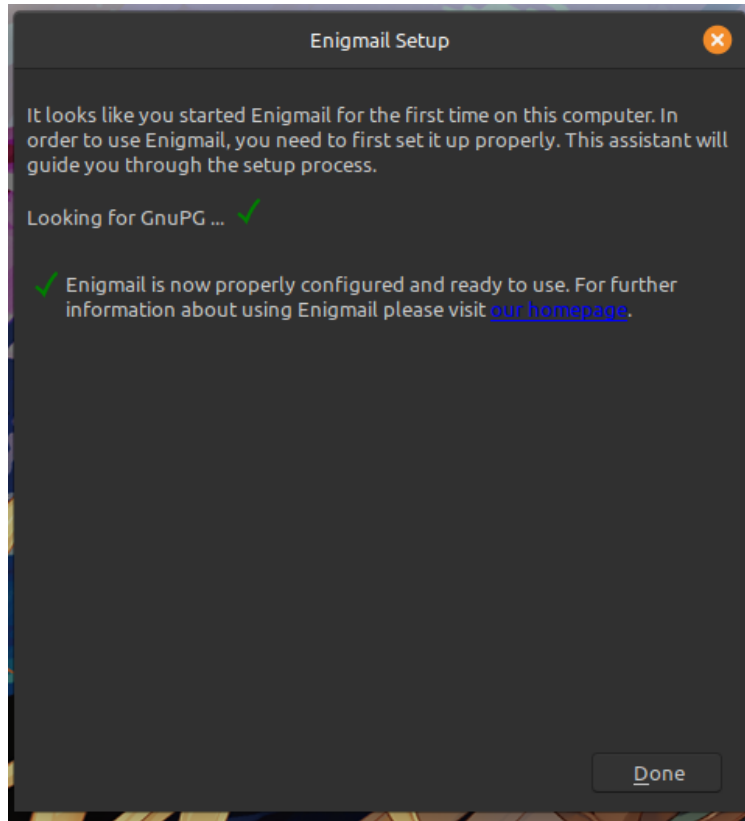 Enigmail Setup
It looks like you started Enigmail for the first time on this computer. In
order to use Enigmail, you need to first set it up properly. This assistant will
guide you through the setup process.
Looking for GnuPG ...
Enigmail is now properly configured and ready to use. For further
information about using Enigmail please visit our homepage.
Done